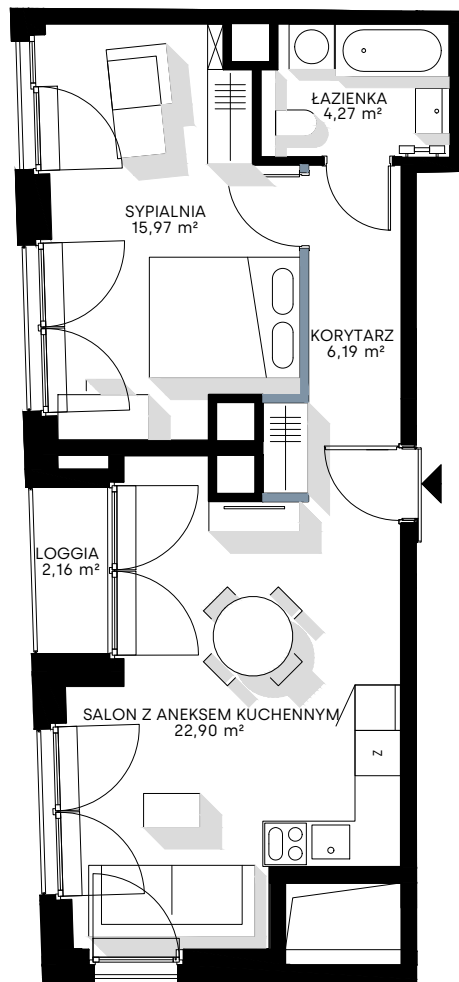 ŁAZIENKA
4,27 m²
SYPIALNIA
15,97 m²
KORYTARZ
6,19 m²
LOGGIA
2,16 m²
SALON Z ANEKSEM KUCHENNYM
22,90 m²
Z